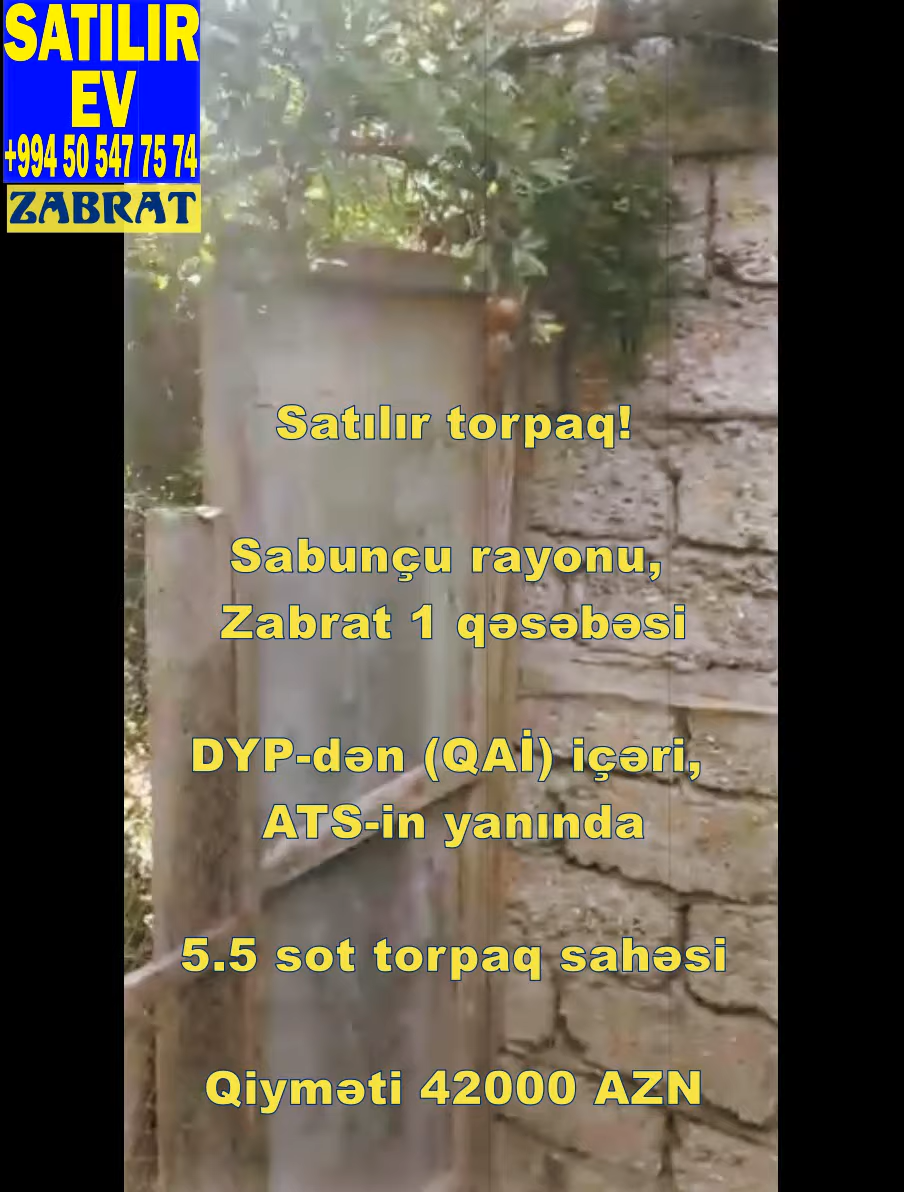 SATILIR
EV
+994 50 547 75 74
ZABRAT
Satılır torpaq!
Sabunçu rayonu,
Zabrat 1 qəsəbəsi
DYP-dən (QAİ) içəri,
ATS-in yanında
5.5 sot torpaq sahəsi
Qiyməti 42000 AZN